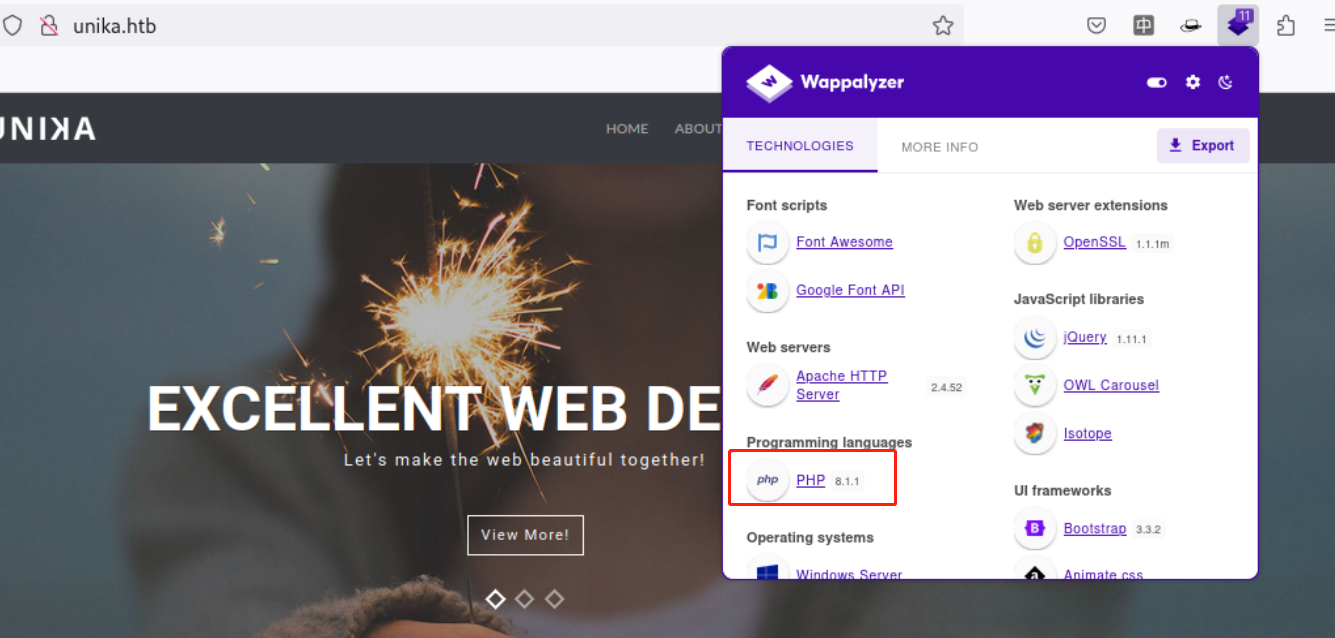 unika.htb
11
中
Wappalyzer
TECHNOLOGIES
MORE INFO
Export
Font scripts
Font Awesome
Google Font API
Web servers
Apache HTTP
Server
2.4.52
Programming languages
php
PHP 8.1.1
Operating systems
Windows Server
Web server extensions
OpenSSL 1.1.1m
JavaScript libraries
jQuery 1.11.1
OWL Carousel
Isotope
UI frameworks
B
Bootstrap 3.3.2
a
Animate.css
UNIKA
HOME
ABOUT
EXCELLENT WEB DE
Let's make the web beautiful together!
View More!